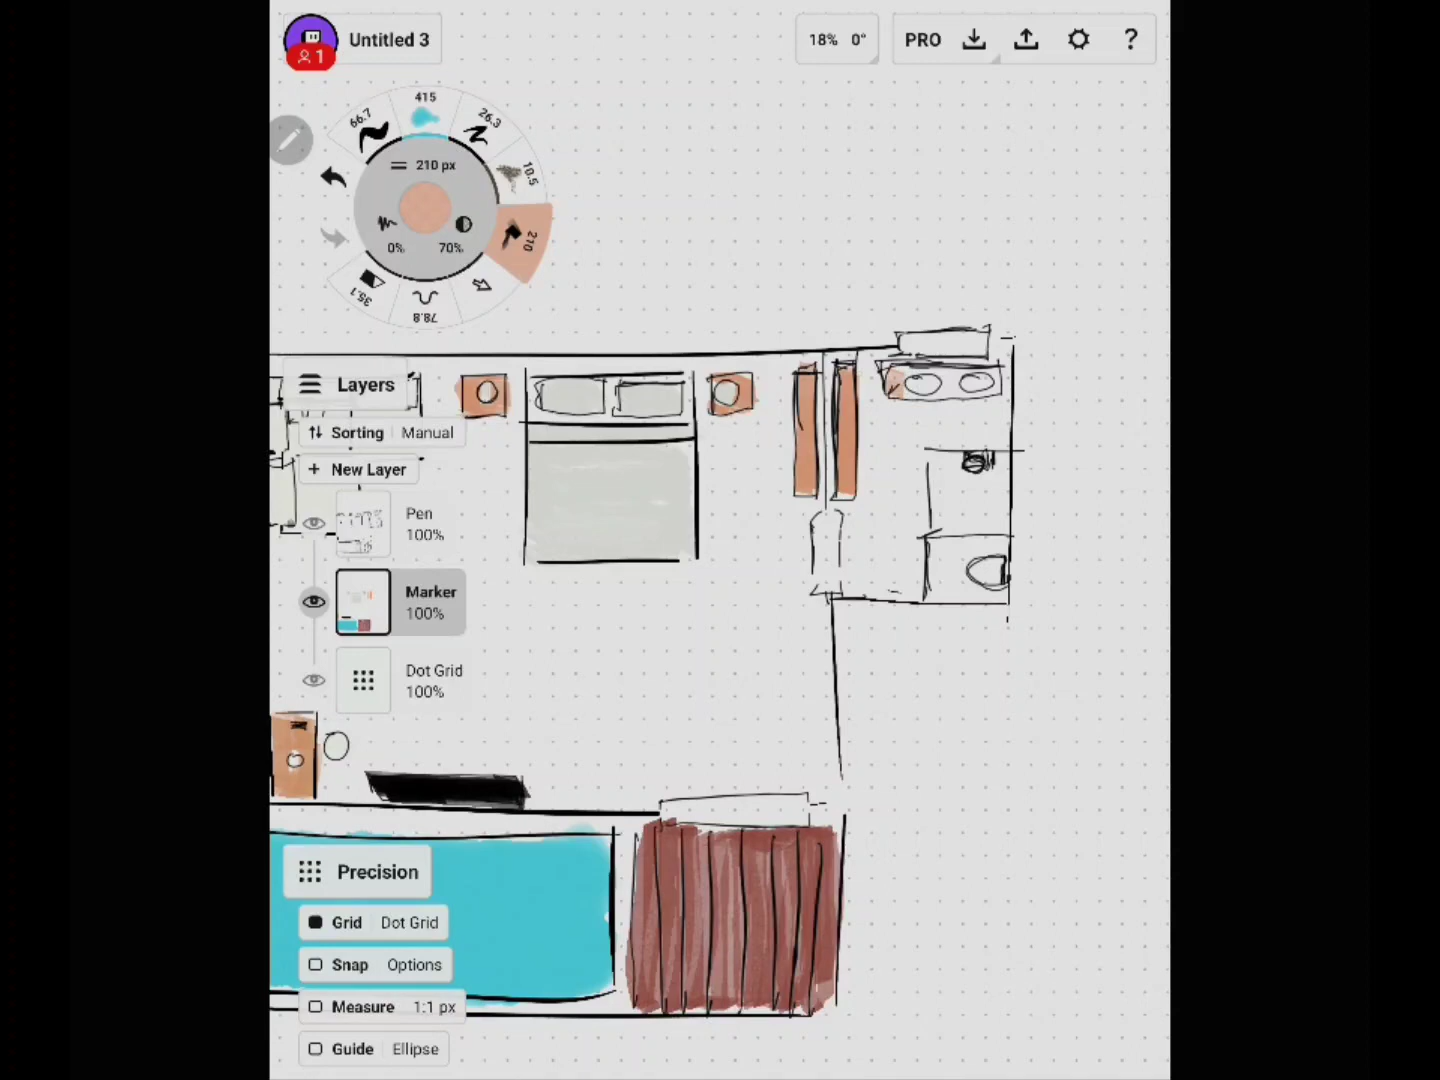 Untitled 3
1
18% 0°
PRO
?
415
66.7
26.3
10.5
210 px
210
0%
70%
35.1
78.8
Layers
Sorting Manual
+ New Layer
Pen
100%
Marker
100%
Dot Grid
100%
Precision
Grid Dot Grid
Snap Options
Measure 1:1 px
Guide Ellipse